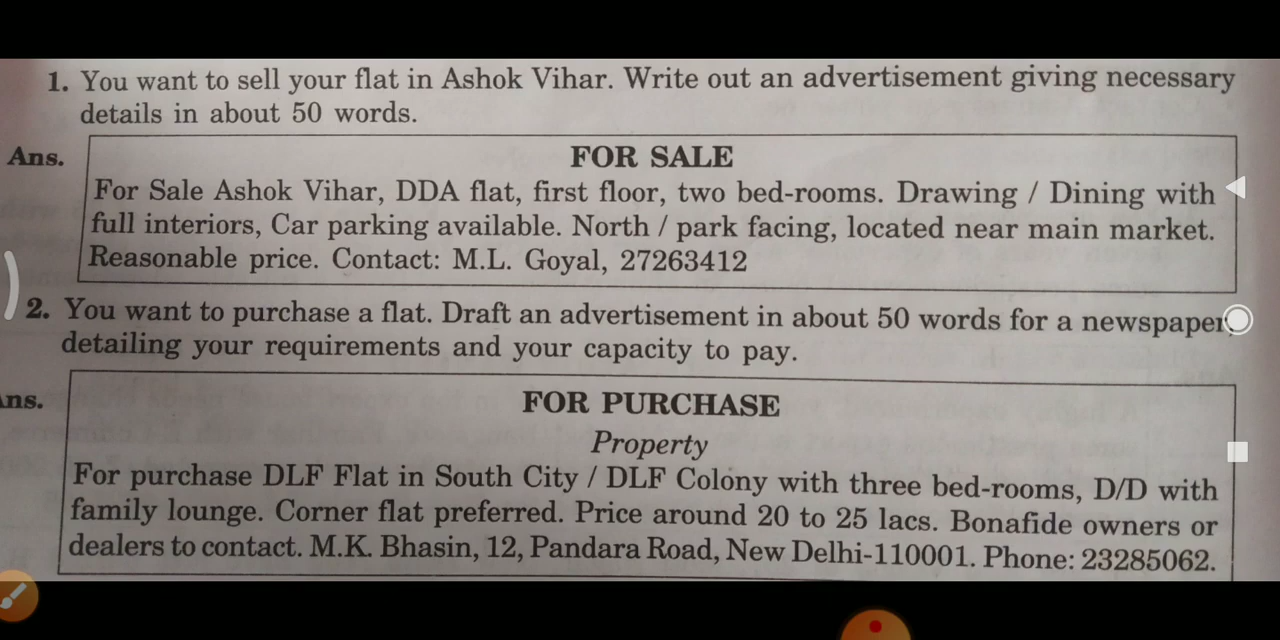 1. You want to sell your flat in Ashok Vihar. Write out an advertisement giving necessary
details in about 50 words.
Ans.
FOR SALE
For Sale Ashok Vihar, DDA flat, first floor, two bed-rooms. Drawing / Dining with
full interiors, Car parking available. North / park facing, located near main market.
Reasonable price. Contact: M.L. Goyal, 27263412
2. You want to purchase a flat. Draft an advertisement in about 50 words for a newspaper,
detailing your requirements and your capacity to pay.
Ans.
FOR PURCHASE
Property
For purchase DLF Flat in South City / DLF Colony with three bed-rooms, D/D with
family lounge. Corner flat preferred. Price around 20 to 25 lacs. Bonafide owners or
dealers to contact. M.K. Bhasin, 12, Pandara Road, New Delhi-110001. Phone: 23285062.